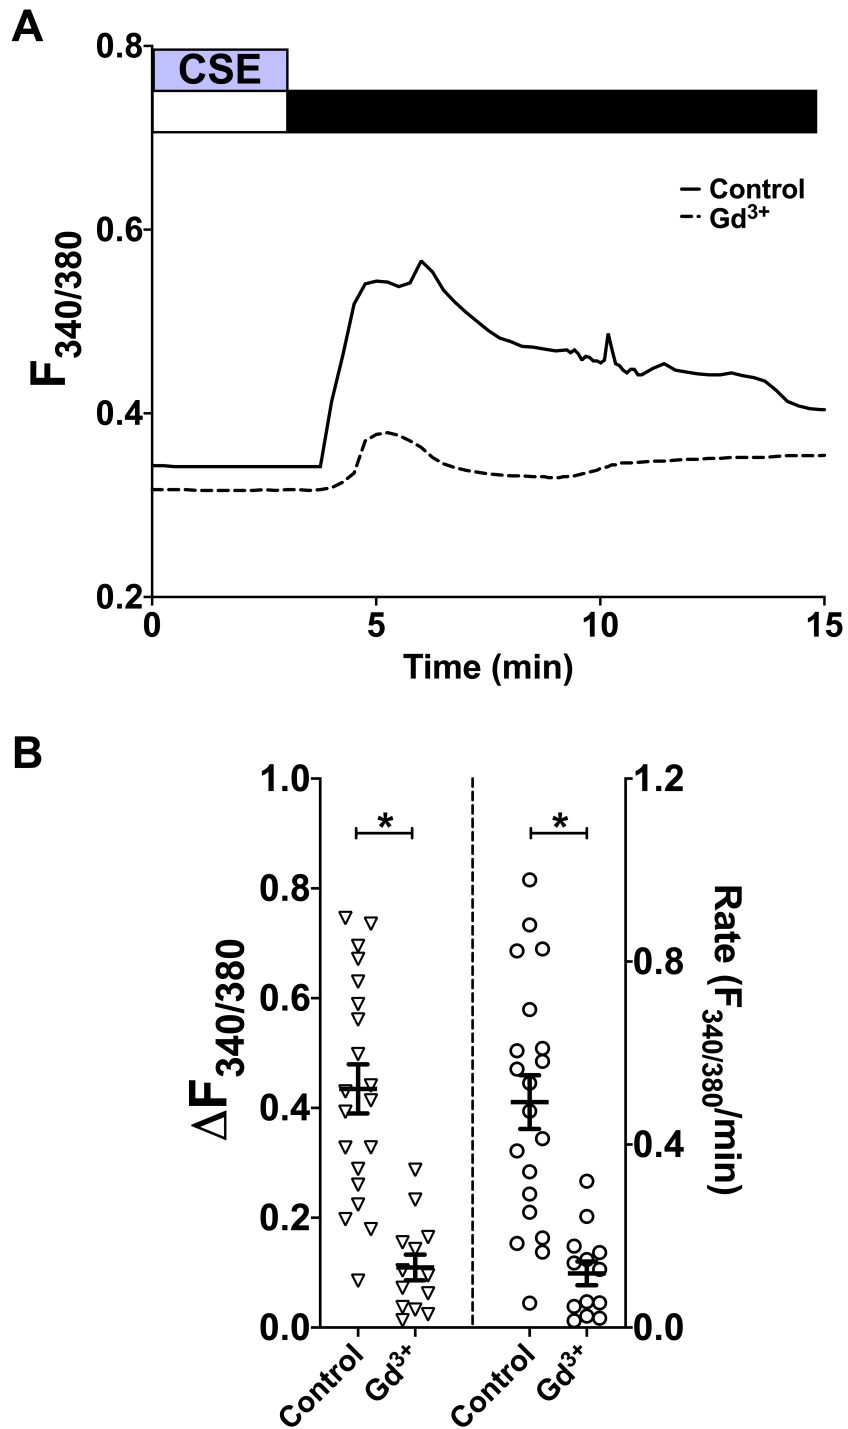 A
CSE
0.8
0.6
0.4
0.2
F340/380
Control
Gd3+
0 5 10 15
Time (min)
B
1.0
0.8
0.6
0.4
0.2
0.0
ΔF340/380
* *
1.2
0.8
0.4
0.0
Rate (F340/380/min)
Control Gd3+ Control Gd3+